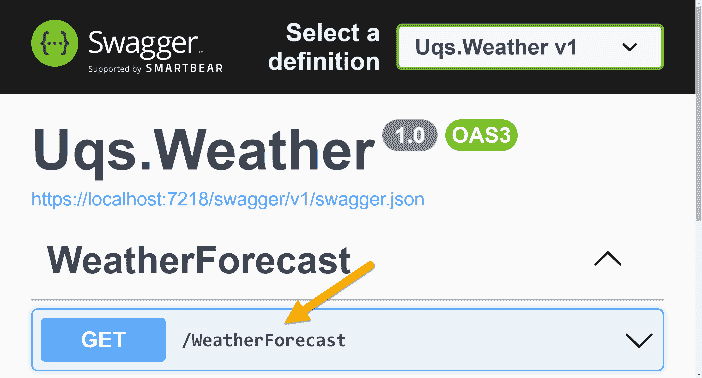 Swagger
Supported by SMARTBEAR
Select a
definition
Uqs.Weather v1
Uqs.Weather 1.0 OAS3
https://localhost:7218/swagger/v1/swagger.json
WeatherForecast
GET /WeatherForecast